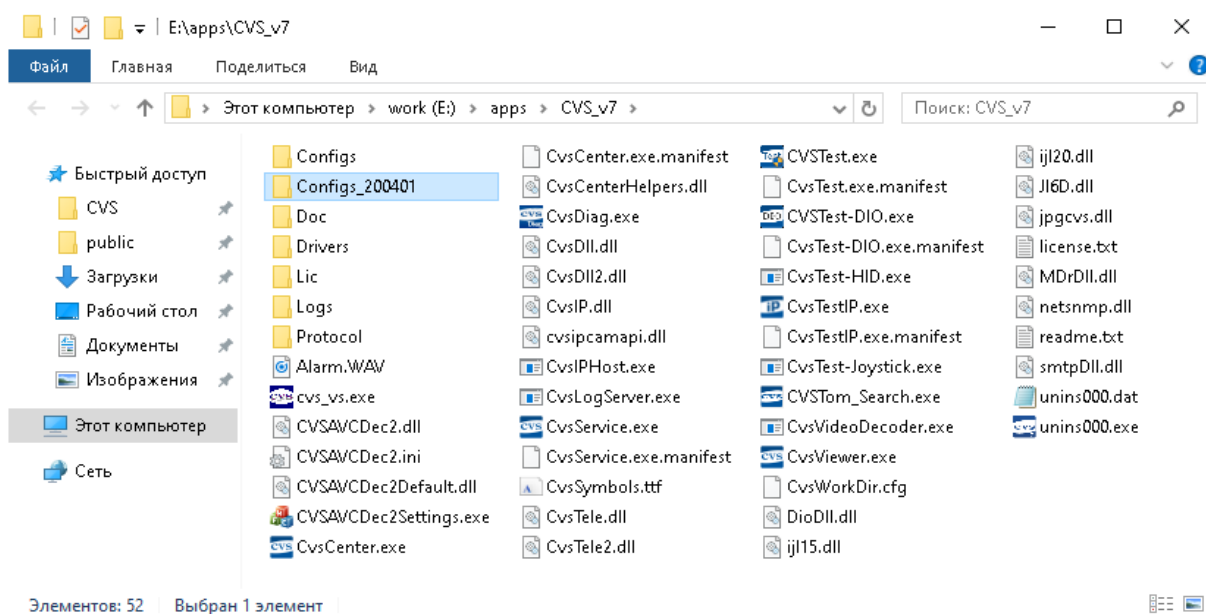 E:\apps\CVS_v7
Файл Главная Поделиться Вид
Этот компьютер > work (E:) > apps > CVS_v7 >
Поиск: CVS_v7
Быстрый доступ
CVS
public
Загрузки
Рабочий стол
Документы
Изображения
Этот компьютер
Сеть
Configs
Configs_200401
Doc
Drivers
Lic
Logs
Protocol
Alarm.WAV
cvs_vs.exe
CVSAVCDec2.dll
CVSAVCDec2.ini
CVSAVCDec2Default.dll
CVSAVCDec2Settings.exe
CvsCenter.exe
CvsCenter.exe.manifest
CvsCenterHelpers.dll
CvsDiag.exe
CvsDll.dll
CvsDll2.dll
CvsIP.dll
cvsipcamapi.dll
CvsIPHost.exe
CvsLogServer.exe
CvsService.exe
CvsService.exe.manifest
CvsSymbols.ttf
CvsTele.dll
CvsTele2.dll
CVSTest.exe
CvsTest.exe.manifest
CVSTest-DIO.exe
CvsTest-DIO.exe.manifest
CvsTest-HID.exe
CvsTestIP.exe
CvsTestIP.exe.manifest
CvsTest-Joystick.exe
CVSTom_Search.exe
CvsVideoDecoder.exe
CvsViewer.exe
CvsWorkDir.cfg
DioDll.dll
ijl15.dll
ijl20.dll
JI6D.dll
jpgcvs.dll
license.txt
MDrDll.dll
netsnmp.dll
readme.txt
smtpDll.dll
unins000.dat
unins000.exe
Элементов: 52 Выбран 1 элемент